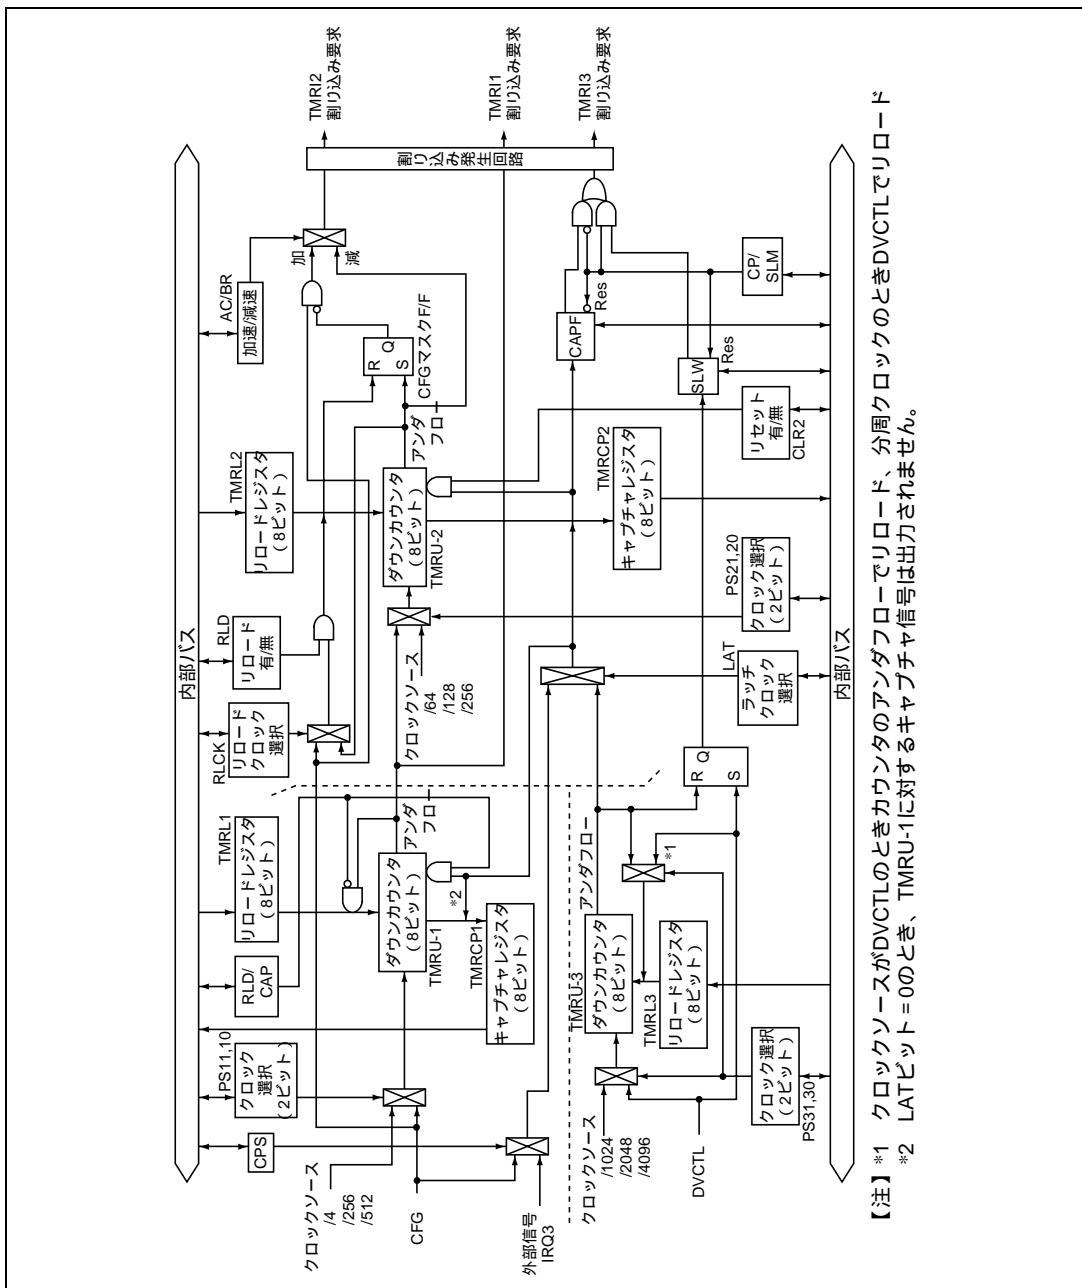 TMRI2
割り込み要求
TMRI1
割り込み要求
TMRI3
割り込み要求
割り込み発生回路
内部バス
AC/BR
加速/減速
加
減
R
Q
S
CFGマスクF/F
アンダ
フロー
TMRL2
リロードレジスタ
(8ビット)
ダウンカウンタ
(8ビット)
TMRU-2
TMRCP2
キャプチャレジスタ
(8ビット)
CAPF
Res
SLW
Res
CP/
SLM
リセット
有/無
CLR2
RLD
リロード
有/無
RLCK
リロード
クロック
選択
クロックソース
/64
/128
/256
PS21,20
クロック選択
(2ビット)
LAT
ラッチ
クロック
選択
内部バス
TMRL1
リロードレジスタ
(8ビット)
アンダ
フロー
ダウンカウンタ
(8ビット)
TMRU-1
*2
TMRCP1
キャプチャレジスタ
(8ビット)
RLD/
CAP
PS11,10
クロック
選択
(2ビット)
CPS
クロックソース
/4
/256
/512
CFG
外部信号
IRQ3
R
Q
S
アンダフロー
*1
TMRU-3
ダウンカウンタ
(8ビット)
TMRL3
リロードレジスタ
(8ビット)
クロックソース
/1024
/2048
/4096
DVCTL
クロック選択
(2ビット)
PS31,30
【注】*1 クロックソースがDVCTLのときカウンタのアンダフローでリロード、分周クロックのときDVCTLでリロード
*2 LATビット=0のとき、TMRU-1に対するキャプチャ信号は出力されません。